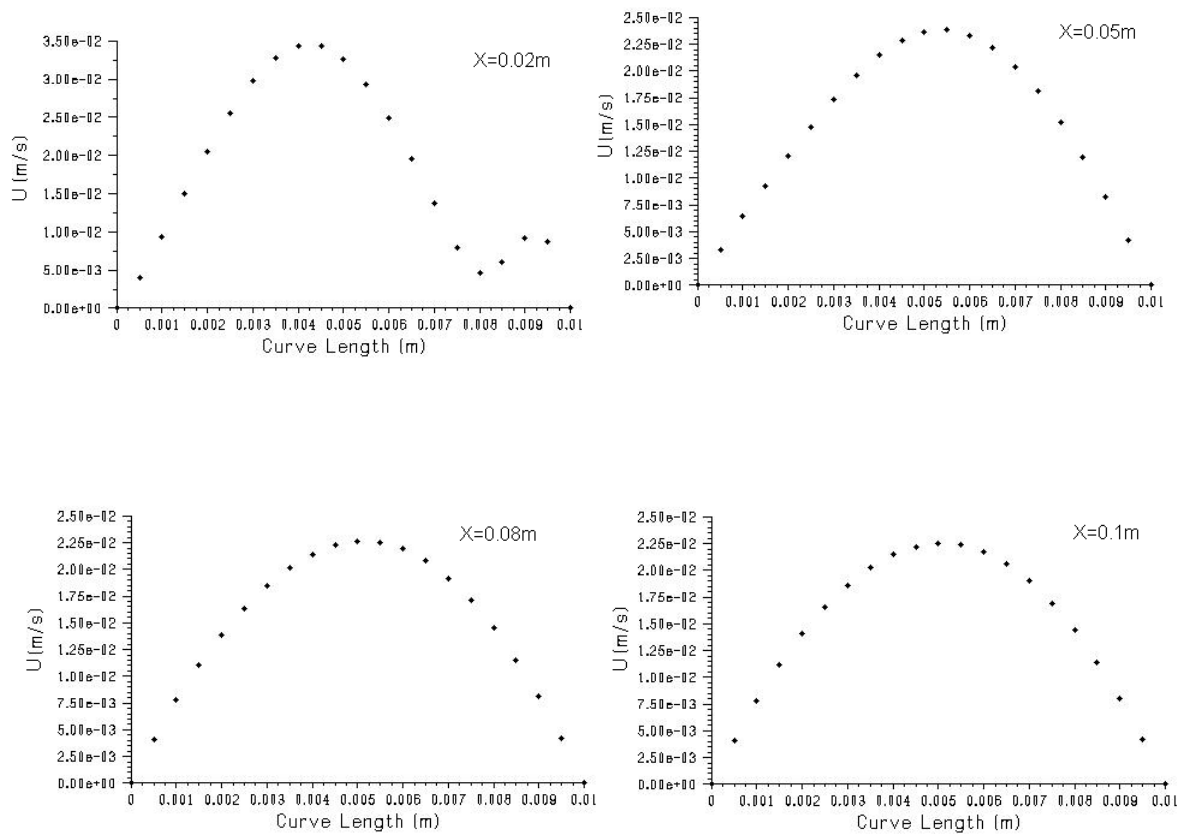 X=0.02m
3.50e-02
3.00e-02
2.50e-02
2.00e-02
1.50e-02
1.00e-02
5.00e-03
0.00e+00
U (m/s)
0 0.001 0.002 0.003 0.004 0.005 0.006 0.007 0.008 0.009 0.01
Curve Length (m)
X=0.05m
2.50e-02
2.25e-02
2.00e-02
1.75e-02
1.50e-02
1.25e-02
1.00e-02
7.50e-03
5.00e-03
2.50e-03
0.00e+00
U(m/s)
0 0.001 0.002 0.003 0.004 0.005 0.006 0.007 0.008 0.009 0.01
Curve Length (m)
X=0.08m
2.50e-02
2.25e-02
2.00e-02
1.75e-02
1.50e-02
1.25e-02
1.00e-02
7.50e-03
5.00e-03
2.50e-03
0.00e+00
U(m/s)
0 0.001 0.002 0.003 0.004 0.005 0.006 0.007 0.008 0.009 0.01
Curve Length (m)
X=0.1m
2.50e-02
2.25e-02
2.00e-02
1.75e-02
1.50e-02
1.25e-02
1.00e-02
7.50e-03
5.00e-03
2.50e-03
0.00e+00
U(m/s)
0 0.001 0.002 0.003 0.004 0.005 0.006 0.007 0.008 0.009 0.01
Curve Length (m)